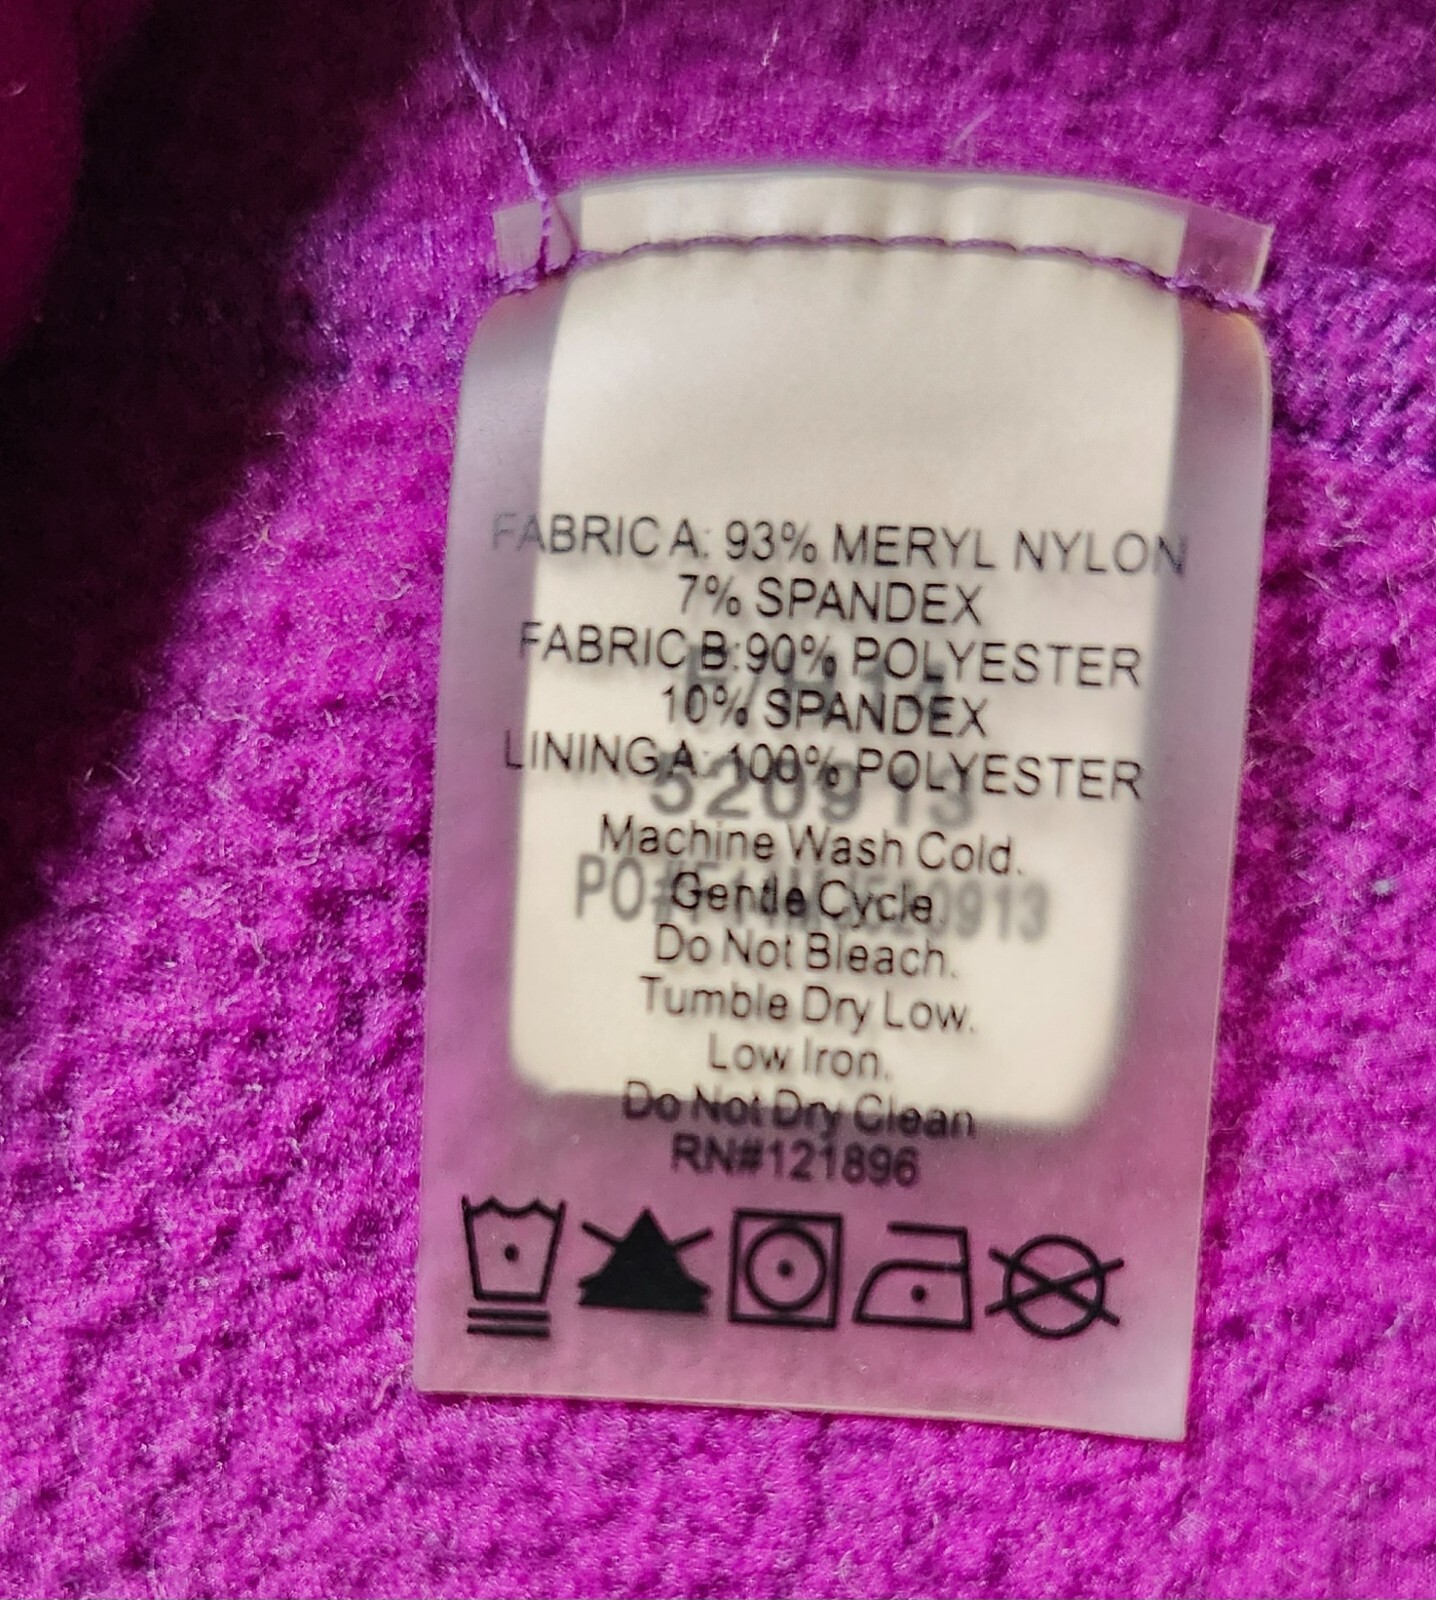 FABRIC A: 93% MERYL NYLON
7% SPANDEX
FABRIC B:90% POLYESTER
10% SPANDEX
LINING A: 100% POLYESTER
520913
Machine Wash Cold.
Gentle Cycle.
Do Not Bleach.
Tumble Dry Low.
Low Iron.
Do Not Dry Clean
RN#121896